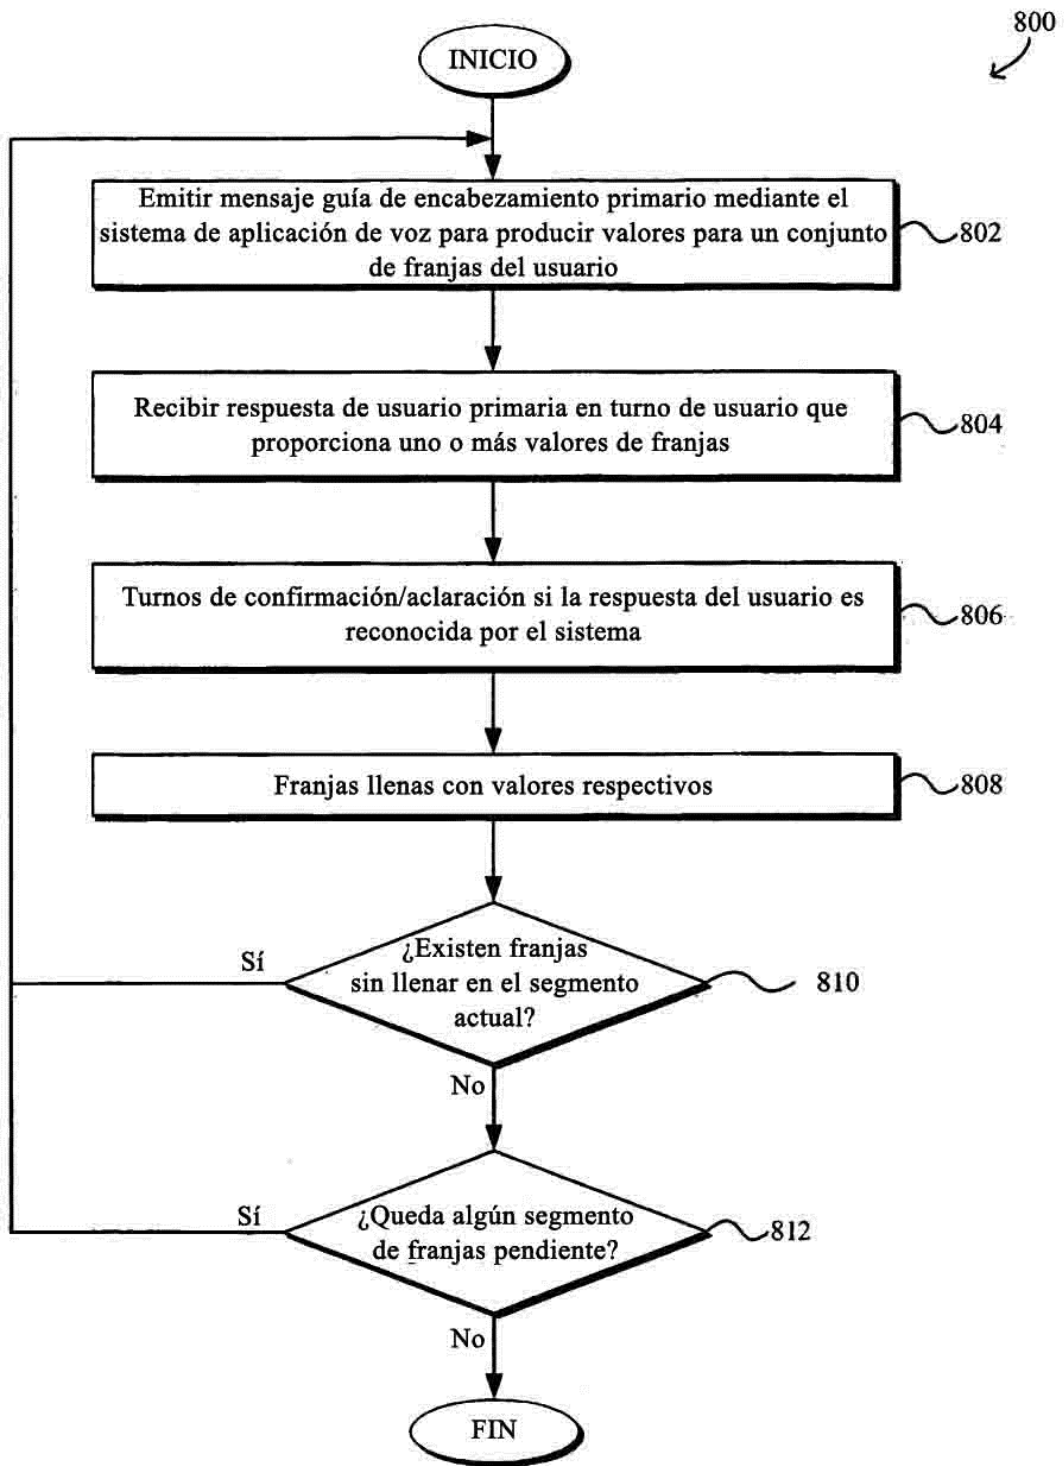 800
INICIO
Emitir mensaje guía de encabezamiento primario mediante el
sistema de aplicación de voz para producir valores para un conjunto
de franjas del usuario
802
Recibir respuesta de usuario primaria en turno de usuario que
proporciona uno o más valores de franjas
804
Turnos de confirmación/aclaración si la respuesta del usuario es
reconocida por el sistema
806
Franjas llenas con valores respectivos
808
¿Existen franjas
sin llenar en el segmento
actual?
Sí
810
No
¿Queda algún segmento
de franjas pendiente?
Sí
812
No
FIN